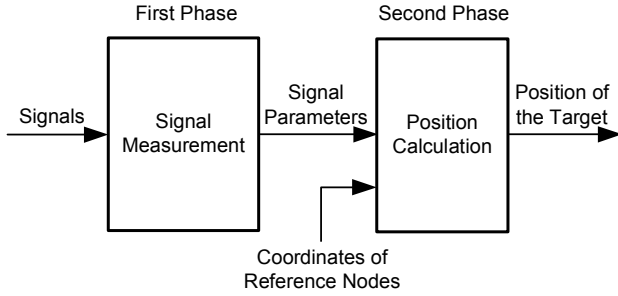 First Phase
Second Phase
Signals
Signal
Measurement
Signal
Parameters
Position
Calculation
Position of
the Target
Coordinates of
Reference Nodes